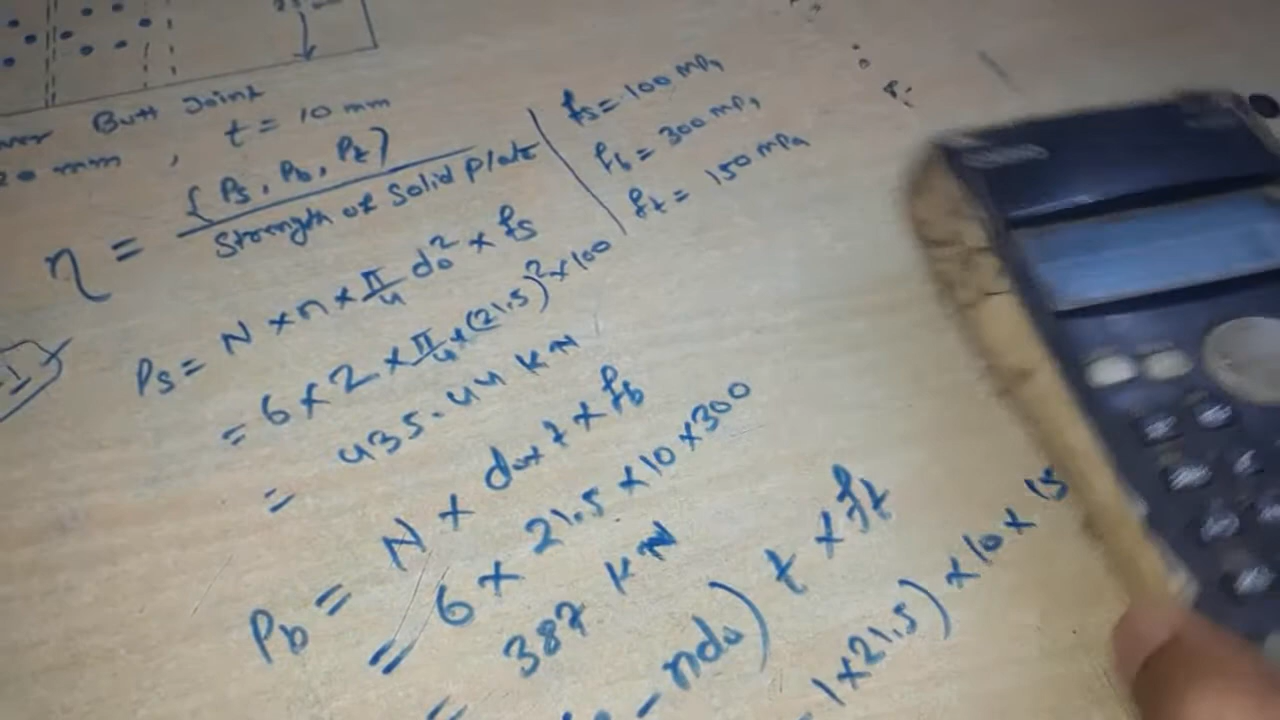 Butt Joint
mm , t = 10 mm
η = {Ps, Pb, Pt} / Strength of Solid plate
fs = 100 MPa
fb = 300 MPa
ft = 150 MPa
Ps = N × n × π/4 do² × fs
= 6 × 2 × π/4 × (21.5)² × 100
= 435.44 KN
Pb = N × do × t × fb
= 6 × 21.5 × 10 × 300
= 387 KN
- ndo) t × ft
1 × 21.5) × 10 × 15